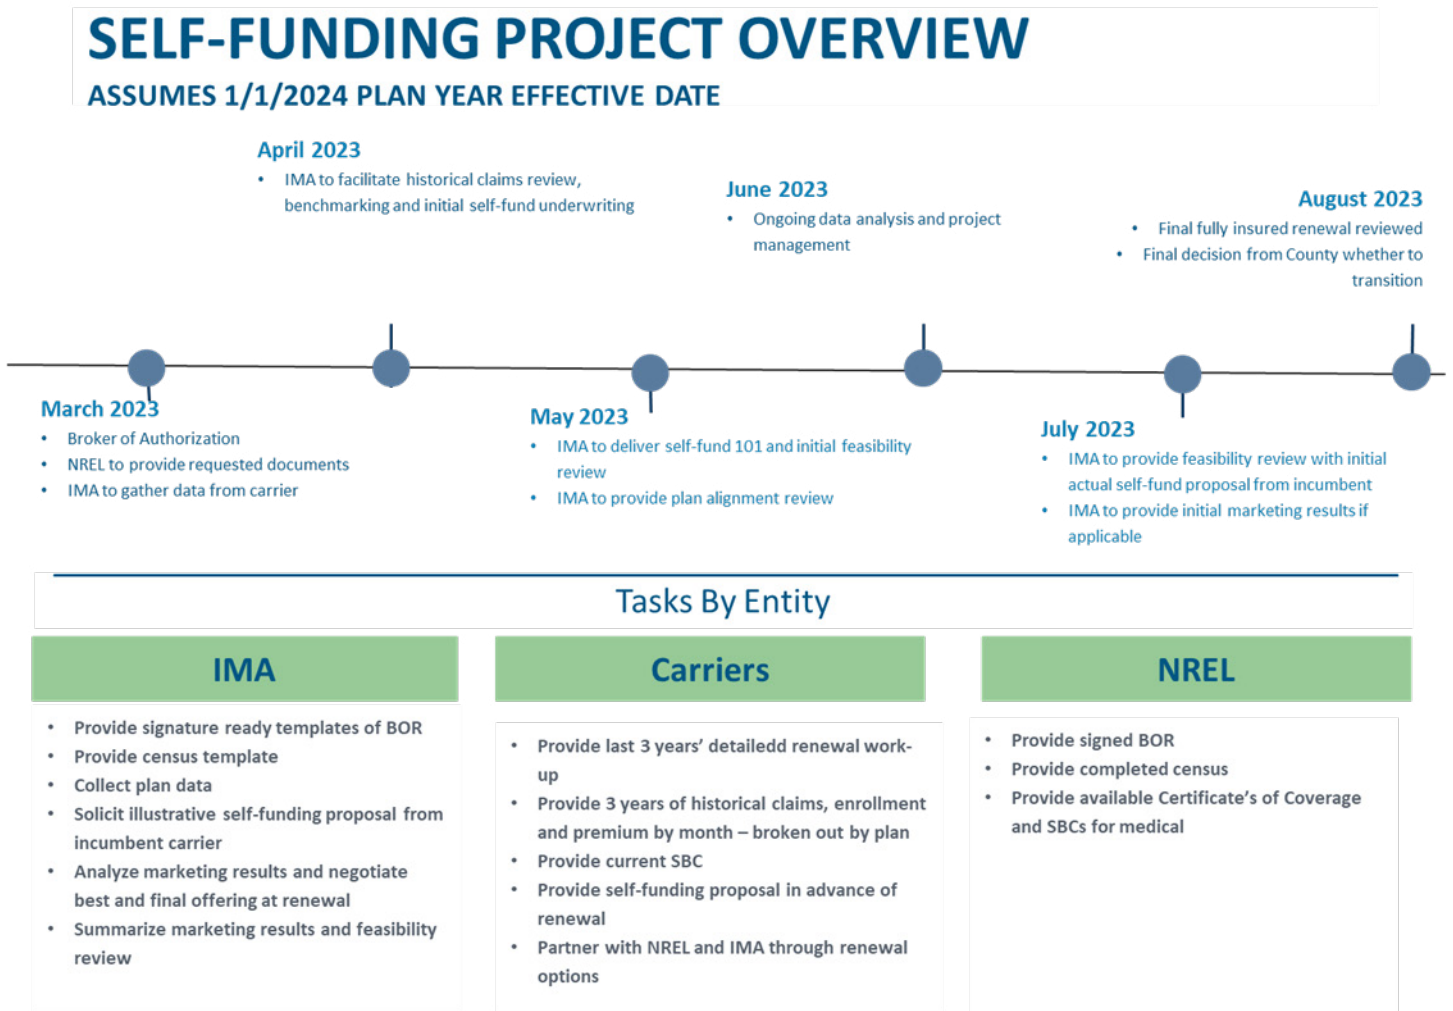 SELF-FUNDING PROJECT OVERVIEW
ASSUMES 1/1/2024 PLAN YEAR EFFECTIVE DATE
April 2023
• IMA to facilitate historical claims review,
benchmarking and initial self-fund underwriting
June 2023
• Ongoing data analysis and project
management
August 2023
• Final fully insured renewal reviewed
• Final decision from County whether to
transition
March 2023
• Broker of Authorization
• NREL to provide requested documents
• IMA to gather data from carrier
May 2023
• IMA to deliver self-fund 101 and initial feasibility
review
• IMA to provide plan alignment review
July 2023
• IMA to provide feasibility review with initial
actual self-fund proposal from incumbent
• IMA to provide initial marketing results if
applicable
Tasks By Entity
IMA
• Provide signature ready templates of BOR
• Provide census template
• Collect plan data
• Solicit illustrative self-funding proposal from
incumbent carrier
• Analyze marketing results and negotiate
best and final offering at renewal
• Summarize marketing results and feasibility
review
Carriers
• Provide last 3 years’ detailedd renewal work-
up
• Provide 3 years of historical claims, enrollment
and premium by month – broken out by plan
• Provide current SBC
• Provide self-funding proposal in advance of
renewal
• Partner with NREL and IMA through renewal
options
NREL
• Provide signed BOR
• Provide completed census
• Provide available Certificate’s of Coverage
and SBCs for medical